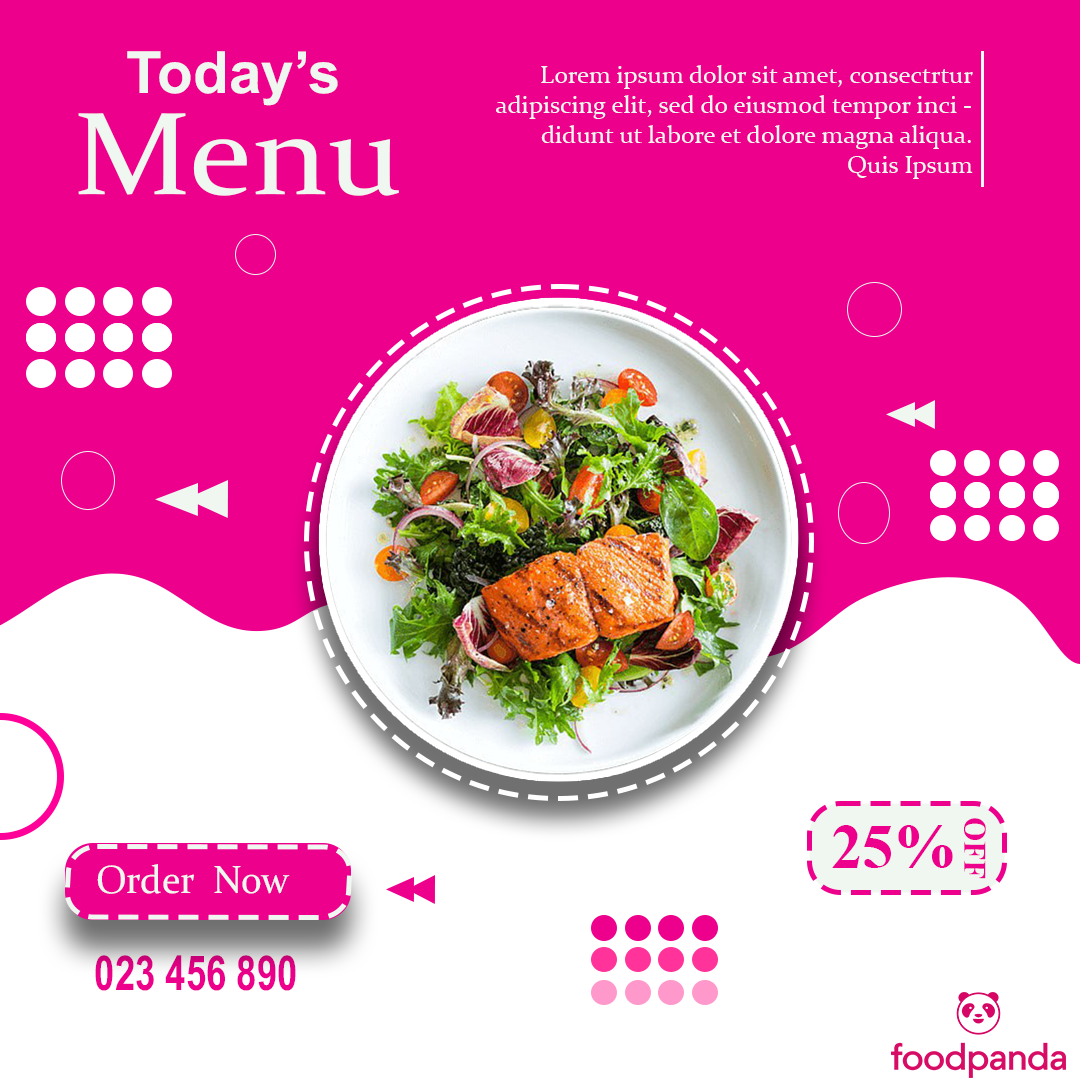 Today’s
Menu
Lorem ipsum dolor sit amet, consectrtur
adipiscing elit, sed do eiusmod tempor inci -
didunt ut labore et dolore magna aliqua.
Quis Ipsum
25% OFF
Order Now
023 456 890
foodpanda